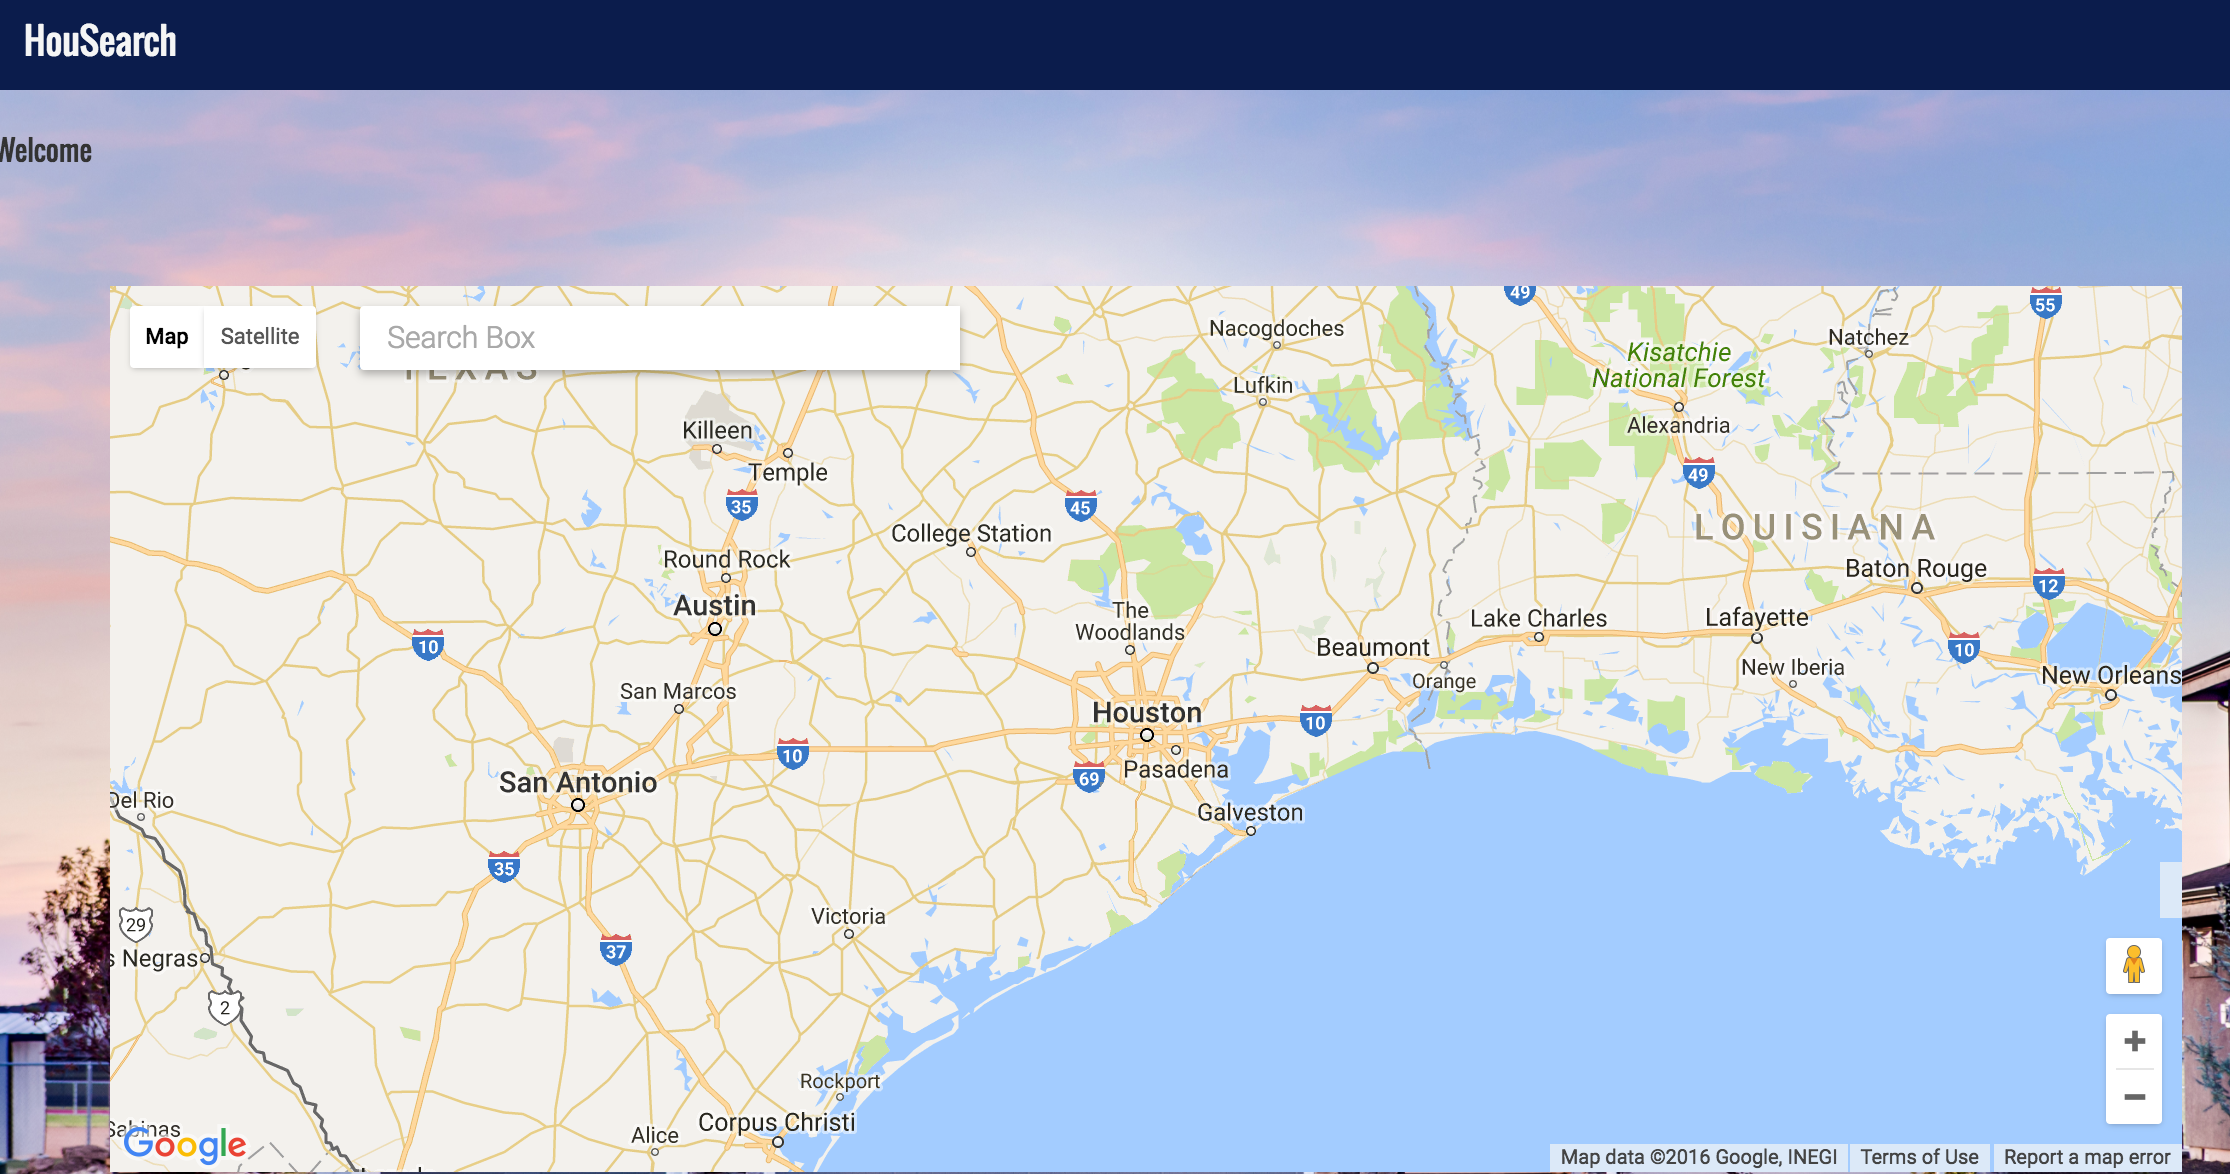 HouSearch
Welcome
Map
Satellite
Search Box
TEXAS
49
55
Nacogdoches
Natchez
Kisatchie
National Forest
Lufkin
Alexandria
Killeen
Temple
49
35
45
College Station
LOUISIANA
Round Rock
Baton Rouge
12
Austin
The
Woodlands
Lake Charles
Lafayette
10
Beaumont
10
Orange
New Iberia
New Orleans
San Marcos
Houston
10
10
Pasadena
69
San Antonio
Del Rio
Galveston
35
Victoria
29
37
s Negras
2
Rockport
Corpus Christi
Sabinas
Alice
Google
Map data ©2016 Google, INEGI
Terms of Use
Report a map error